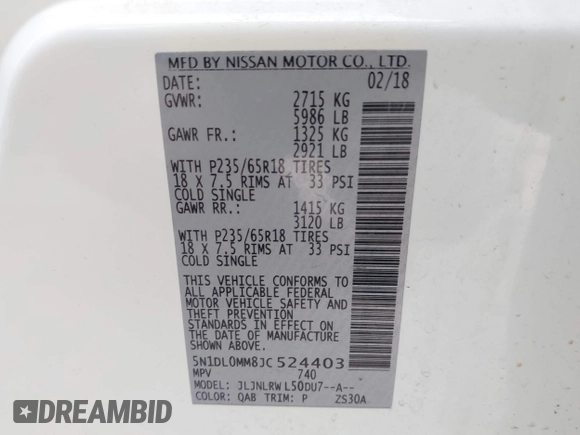 MFD BY NISSAN MOTOR CO., LTD.
DATE: 02/18
GVWR: 2715 KG
5986 LB
GAWR FR.: 1325 KG
2921 LB
WITH P235/65R18 TIRES
18 X 7.5 RIMS AT 33 PSI
COLD SINGLE
GAWR RR.: 1415 KG
3120 LB
WITH P235/65R18 TIRES
18 X 7.5 RIMS AT 33 PSI
COLD SINGLE
THIS VEHICLE CONFORMS TO
ALL APPLICABLE FEDERAL
MOTOR VEHICLE SAFETY AND
THEFT PREVENTION
STANDARDS IN EFFECT ON
THE DATE OF MANUFACTURE
SHOWN ABOVE.
5N1DL0MM8JC524403
MPV 740
MODEL: JLJNLRWL50DU7--A--
COLOR: QAB TRIM: P ZS30A
DREAMBID
DREAMBID